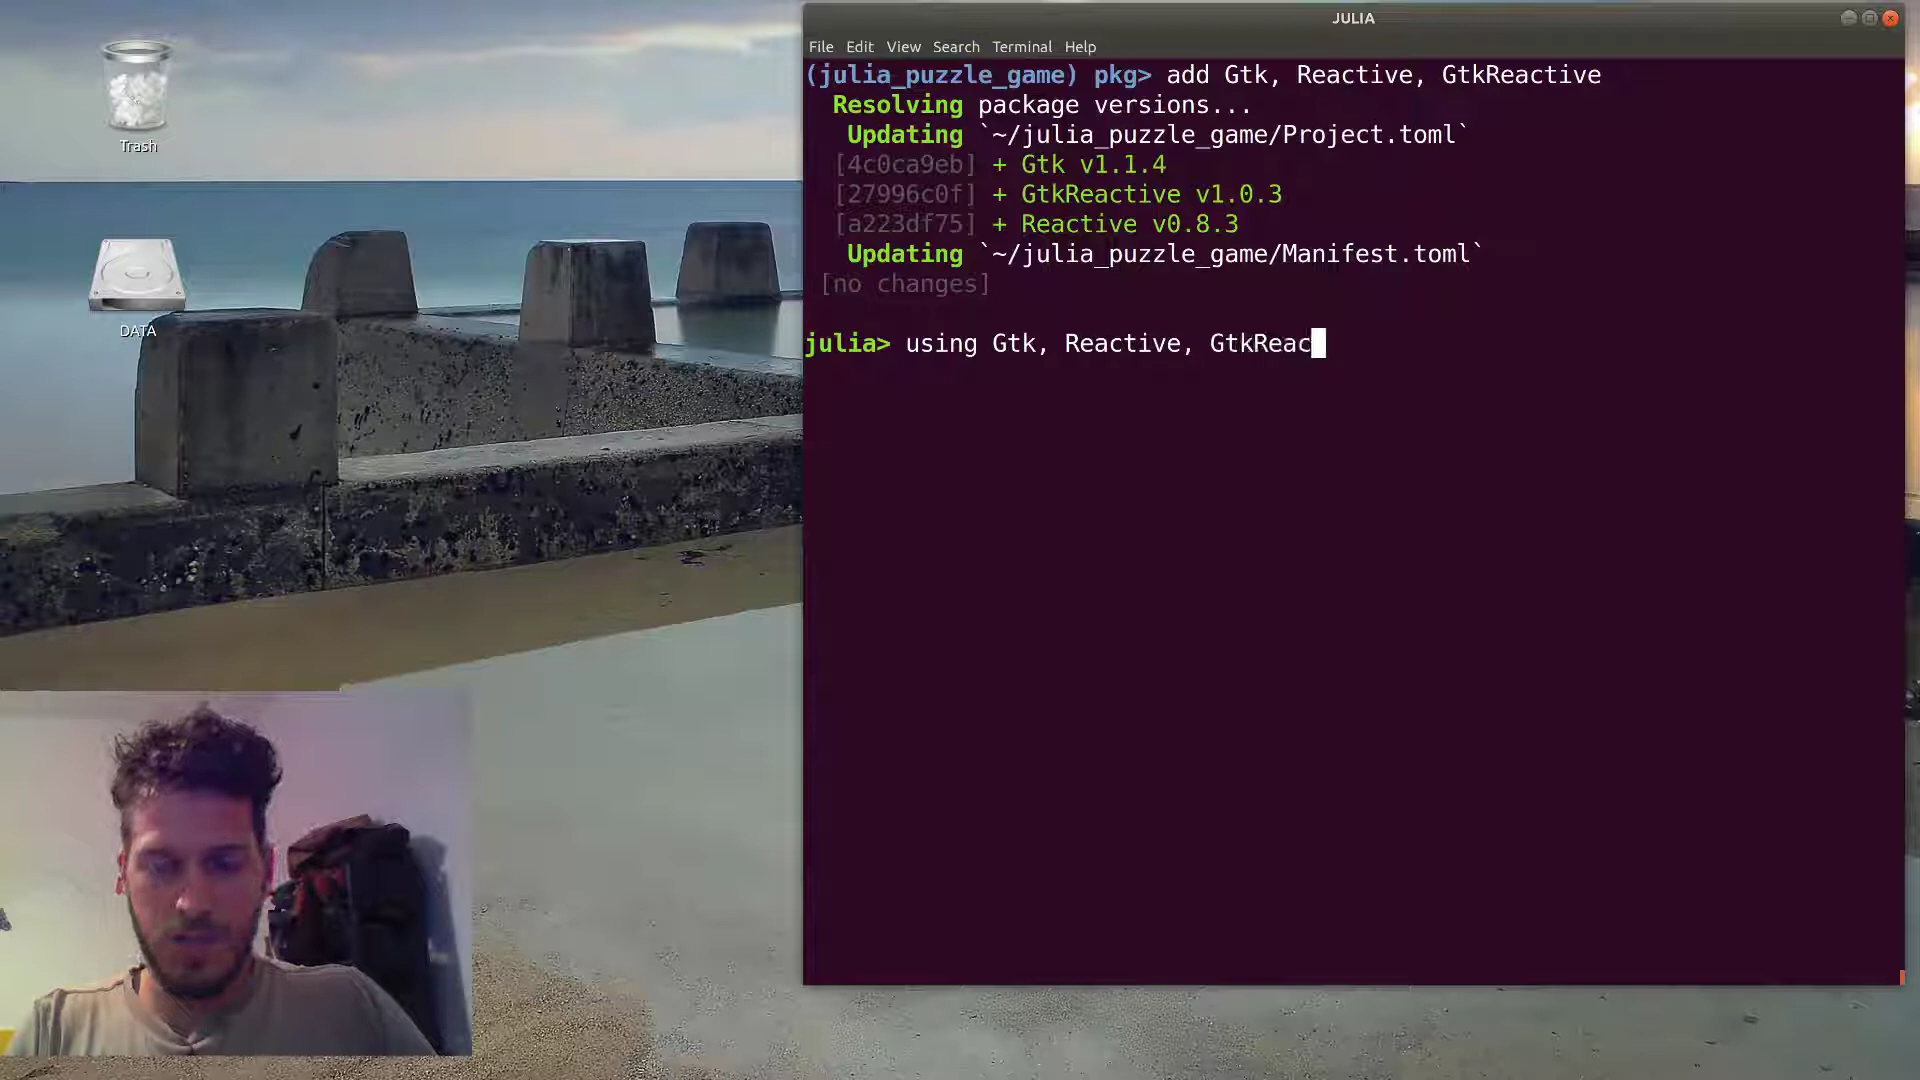 JULIA
File Edit View Search Terminal Help
(julia_puzzle_game) pkg> add Gtk, Reactive, GtkReactive
Resolving package versions...
Updating `~/julia_puzzle_game/Project.toml`
[4c0ca9eb] + Gtk v1.1.4
[27996c0f] + GtkReactive v1.0.3
[a223df75] + Reactive v0.8.3
Updating `~/julia_puzzle_game/Manifest.toml`
[no changes]
julia> using Gtk, Reactive, GtkReac
Trash
DATA